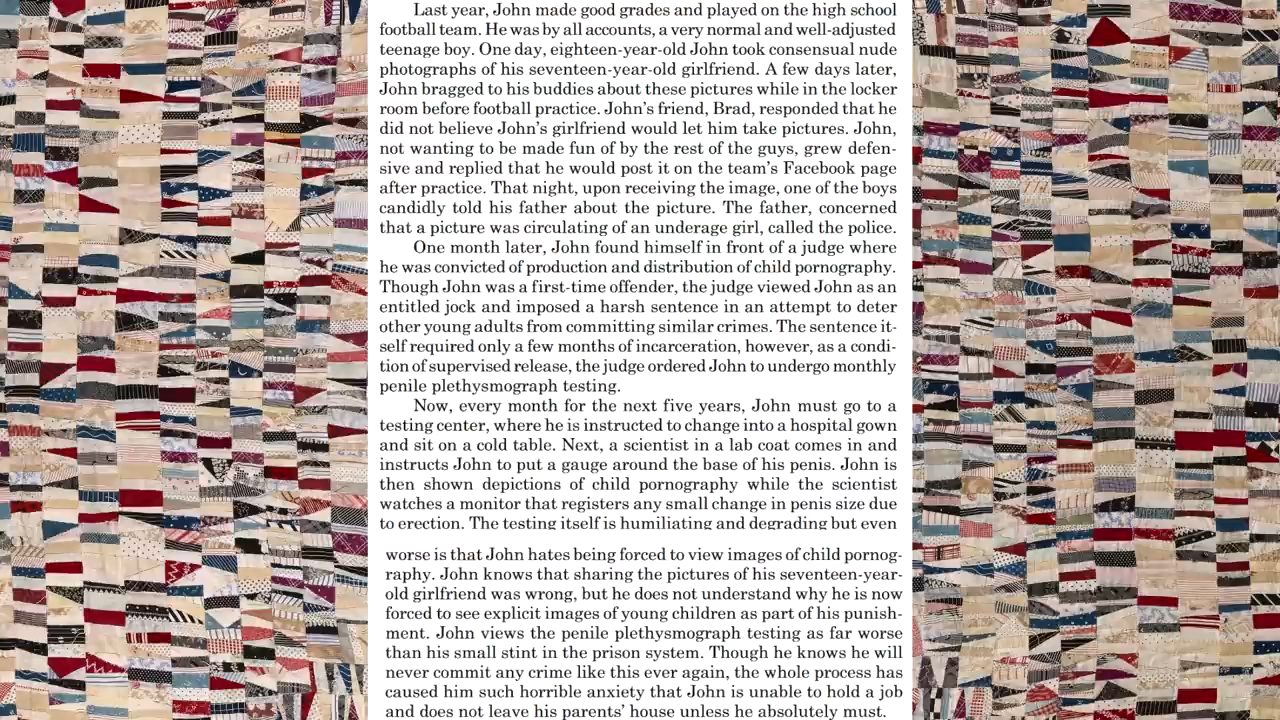 Last year, John made good grades and played on the high school
football team. He was by all accounts, a very normal and well-adjusted
teenage boy. One day, eighteen-year-old John took consensual nude
photographs of his seventeen-year-old girlfriend. A few days later,
John bragged to his buddies about these pictures while in the locker
room before football practice. John's friend, Brad, responded that he
did not believe John's girlfriend would let him take pictures. John,
not wanting to be made fun of by the rest of the guys, grew defen-
sive and replied that he would post it on the team's Facebook page
after practice. That night, upon receiving the image, one of the boys
candidly told his father about the picture. The father, concerned
that a picture was circulating of an underage girl, called the police.
One month later, John found himself in front of a judge where
he was convicted of production and distribution of child pornography.
Though John was a first-time offender, the judge viewed John as an
entitled jock and imposed a harsh sentence in an attempt to deter
other young adults from committing similar crimes. The sentence it-
self required only a few months of incarceration, however, as a condi-
tion of supervised release, the judge ordered John to undergo monthly
penile plethysmograph testing.
Now, every month for the next five years, John must go to a
testing center, where he is instructed to change into a hospital gown
and sit on a cold table. Next, a scientist in a lab coat comes in and
instructs John to put a gauge around the base of his penis. John is
then shown depictions of child pornography while the scientist
watches a monitor that registers any small change in penis size due
to erection. The testing itself is humiliating and degrading but even
worse is that John hates being forced to view images of child pornog-
raphy. John knows that sharing the pictures of his seventeen-year-
old girlfriend was wrong, but he does not understand why he is now
forced to see explicit images of young children as part of his punish-
ment. John views the penile plethysmograph testing as far worse
than his small stint in the prison system. Though he knows he will
never commit any crime like this ever again, the whole process has
caused him such horrible anxiety that John is unable to hold a job
and does not leave his parents' house unless he absolutely must.